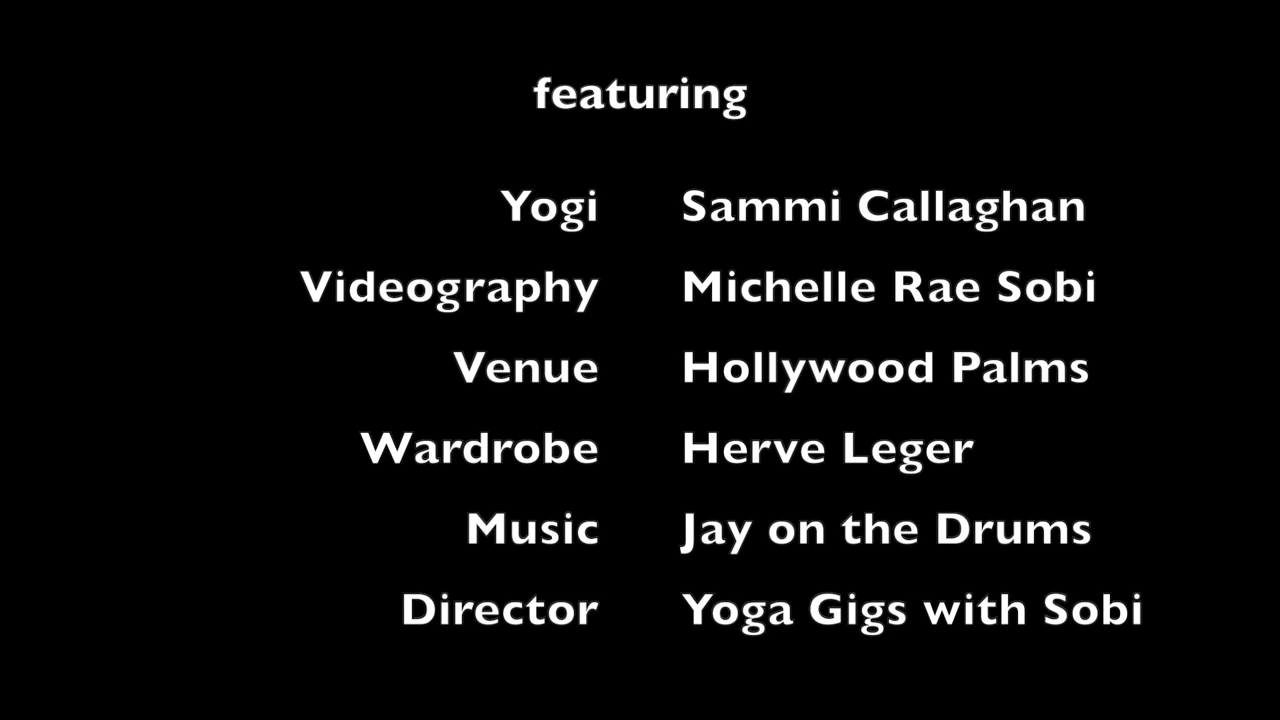 featuring
Yogi Sammi Callaghan
Videography Michelle Rae Sobi
Venue Hollywood Palms
Wardrobe Herve Leger
Music Jay on the Drums
Director Yoga Gigs with Sobi